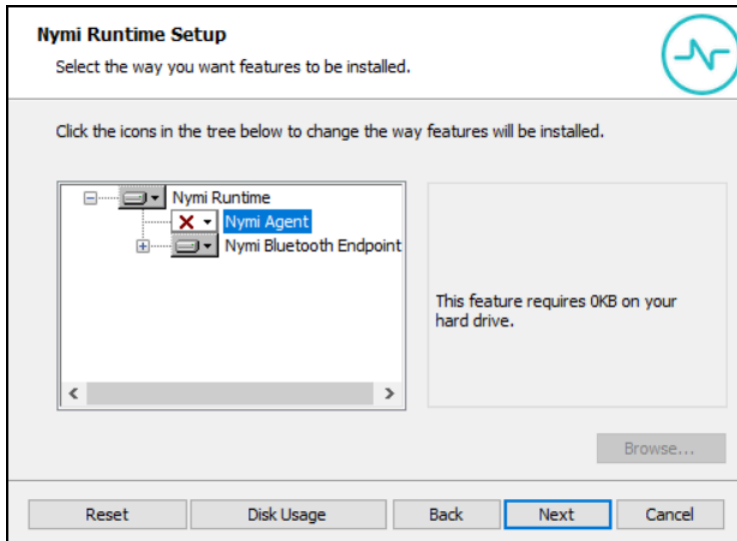 Nymi Runtime Setup
Select the way you want features to be installed.
Click the icons in the tree below to change the way features will be installed.
Nymi Runtime
Nymi Agent
Nymi Bluetooth Endpoint
This feature requires 0KB on your
hard drive.
Browse...
Reset
Disk Usage
Back
Next
Cancel